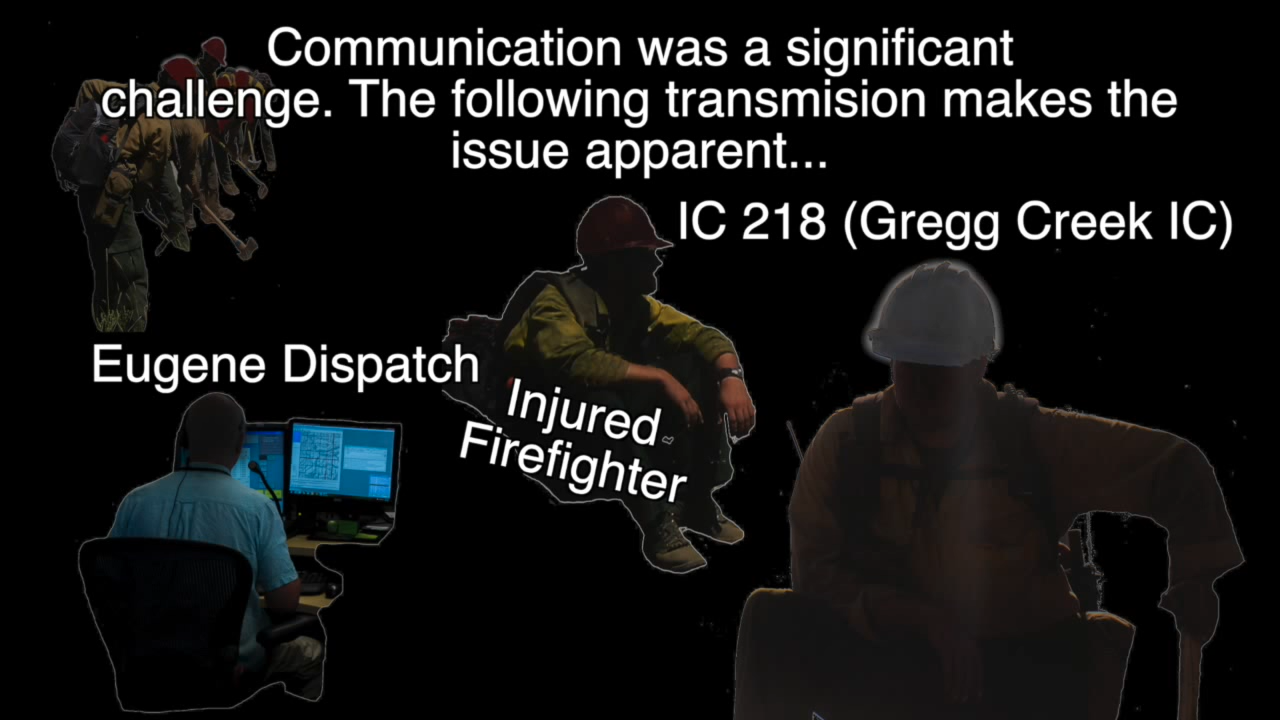 Communication was a significant
challenge. The following transmision makes the
issue apparent...
IC 218 (Gregg Creek IC)
Eugene Dispatch
Injured
Firefighter